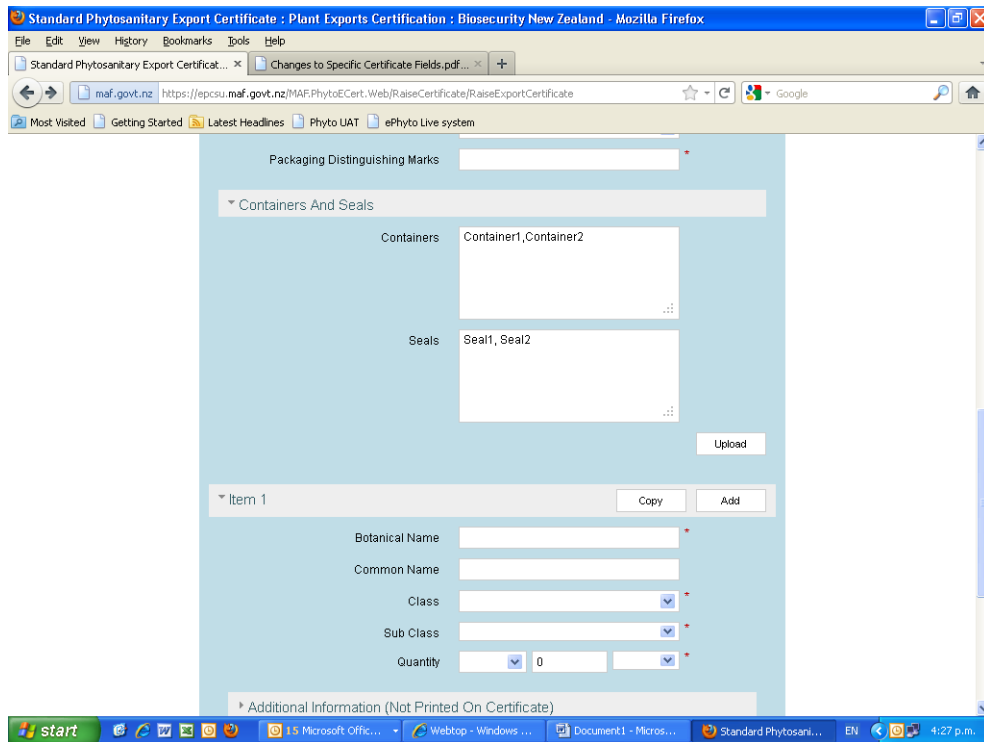 Standard Phytosanitary Export Certificate : Plant Exports Certification : Biosecurity New Zealand - Mozilla Firefox
File Edit View History Bookmarks Tools Help
Standard Phytosanitary Export Certificat... × Changes to Specific Certificate Fields.pdf... × +
maf.govt.nz https://epcsu.maf.govt.nz/MAF.PhytoECert.Web/RaiseCertificate/RaiseExportCertificate Google
Most Visited Getting Started Latest Headlines Phyto UAT ePhyto Live system
Packaging Distinguishing Marks *
Containers And Seals
Containers Container1,Container2
Seals Seal1, Seal2
Upload
Item 1 Copy Add
Botanical Name *
Common Name
Class *
Sub Class *
Quantity 0 *
Additional Information (Not Printed On Certificate)
start 15 Microsoft Offic... Webtop - Windows ... Document1 - Micros... Standard Phytosani... EN 4:27 p.m.